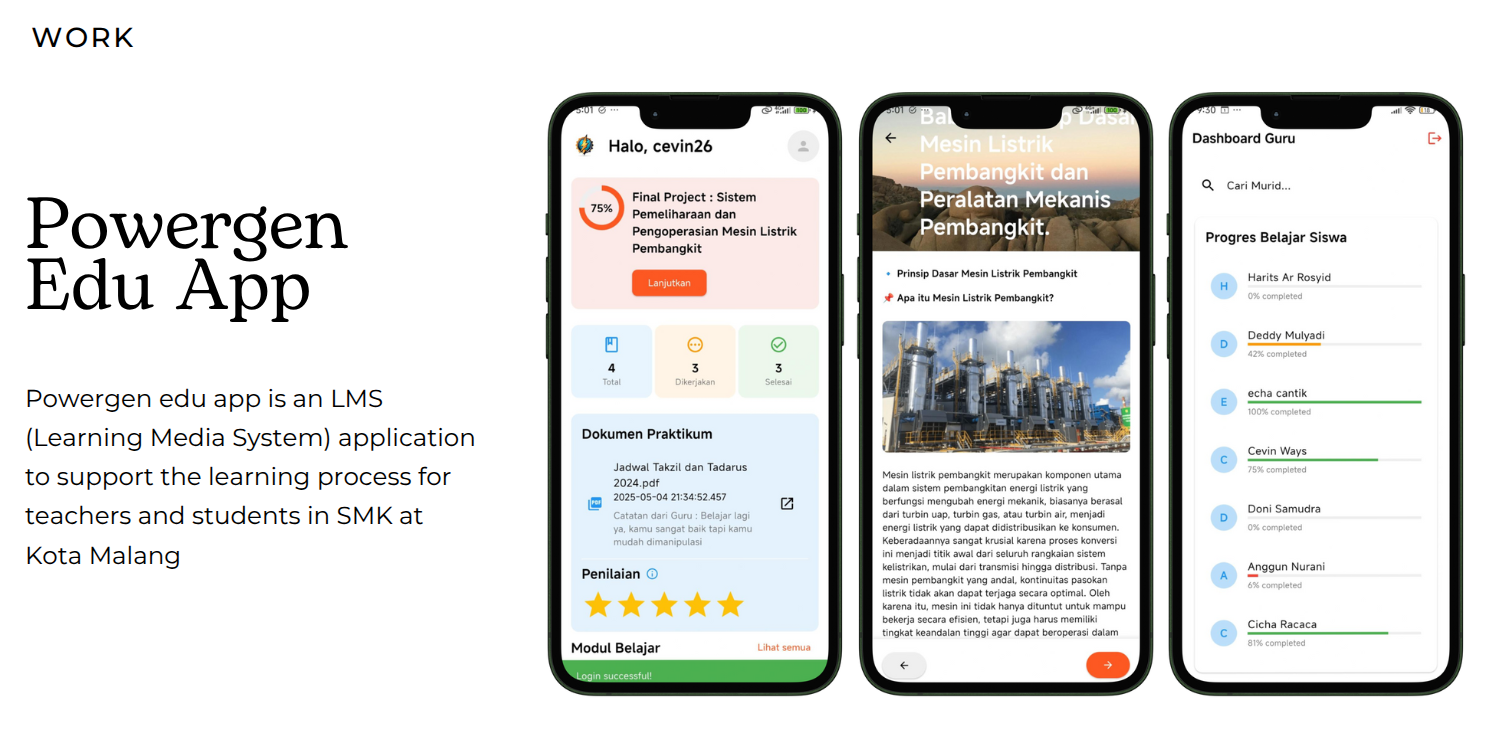 WORK
Powergen
Edu App
Powergen edu app is an LMS
(Learning Media System) application
to support the learning process for
teachers and students in SMK at
Kota Malang
5:01
Halo, cevin26
75%
Final Project : Sistem
Pemeliharaan dan
Pengoperasian Mesin Listrik
Pembangkit
Lanjutkan
4
Total
3
Dikerjakan
3
Selesai
Dokumen Praktikum
Jadwal Takzil dan Tadarus
2024.pdf
2025-05-04 21:34:52.457
Catatan dari Guru : Belajar lagi
ya, kamu sangat baik tapi kamu
mudah dimanipulasi
PDF
Penilaian
Modul Belajar
Lihat semua
Login successful!
5:01
Dasar
Mesin Listrik
Pembangkit dan
Peralatan Mekanis
Pembangkit.
Prinsip Dasar Mesin Listrik Pembangkit
Apa itu Mesin Listrik Pembangkit?
Mesin listrik pembangkit merupakan komponen utama
dalam sistem pembangkitan energi listrik yang
berfungsi mengubah energi mekanik, biasanya berasal
dari turbin uap, turbin gas, atau turbin air, menjadi
energi listrik yang dapat didistribusikan ke konsumen.
Keberadaannya sangat krusial karena proses konversi
ini menjadi titik awal dari seluruh rangkaian sistem
kelistrikan, mulai dari transmisi hingga distribusi. Tanpa
mesin pembangkit yang andal, kontinuitas pasokan
listrik tidak akan dapat terjaga secara optimal. Oleh
karena itu, mesin ini tidak hanya dituntut untuk mampu
bekerja secara efisien, tetapi juga harus memiliki
tingkat keandalan tinggi agar dapat beroperasi dalam
9:30
Dashboard Guru
Cari Murid...
Progres Belajar Siswa
H
Harits Ar Rosyid
0% completed
D
Deddy Mulyadi
42% completed
E
echa cantik
100% completed
C
Cevin Ways
75% completed
D
Doni Samudra
0% completed
A
Anggun Nurani
6% completed
C
Cicha Racaca
81% completed